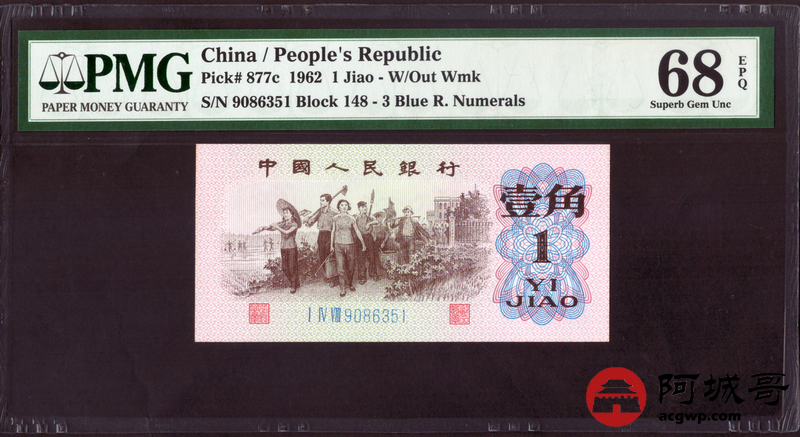 PMG
PAPER MONEY GUARANTY
China / People's Republic
Pick# 877c 1962 1 Jiao - W/Out Wmk
S/N 9086351 Block 148 - 3 Blue R. Numerals
68 EPQ
Superb Gem Unc
中國人民銀行
壹角
1
YI
JIAO
I IV VIII 9086351
阿城哥
acgwp.com